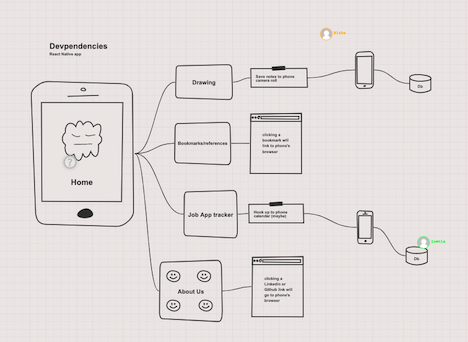 Devpendencies
React Native app
Drawing
Save notes to phone
camera roll
Db
Bookmarks/references
clicking a
bookmark will
link to phone's
browser
?
Home
Job App tracker
Hook up to phone
calendar (maybe)
Db
About Us
clicking a
Linkedin or
Github link will
go to phone's
browser